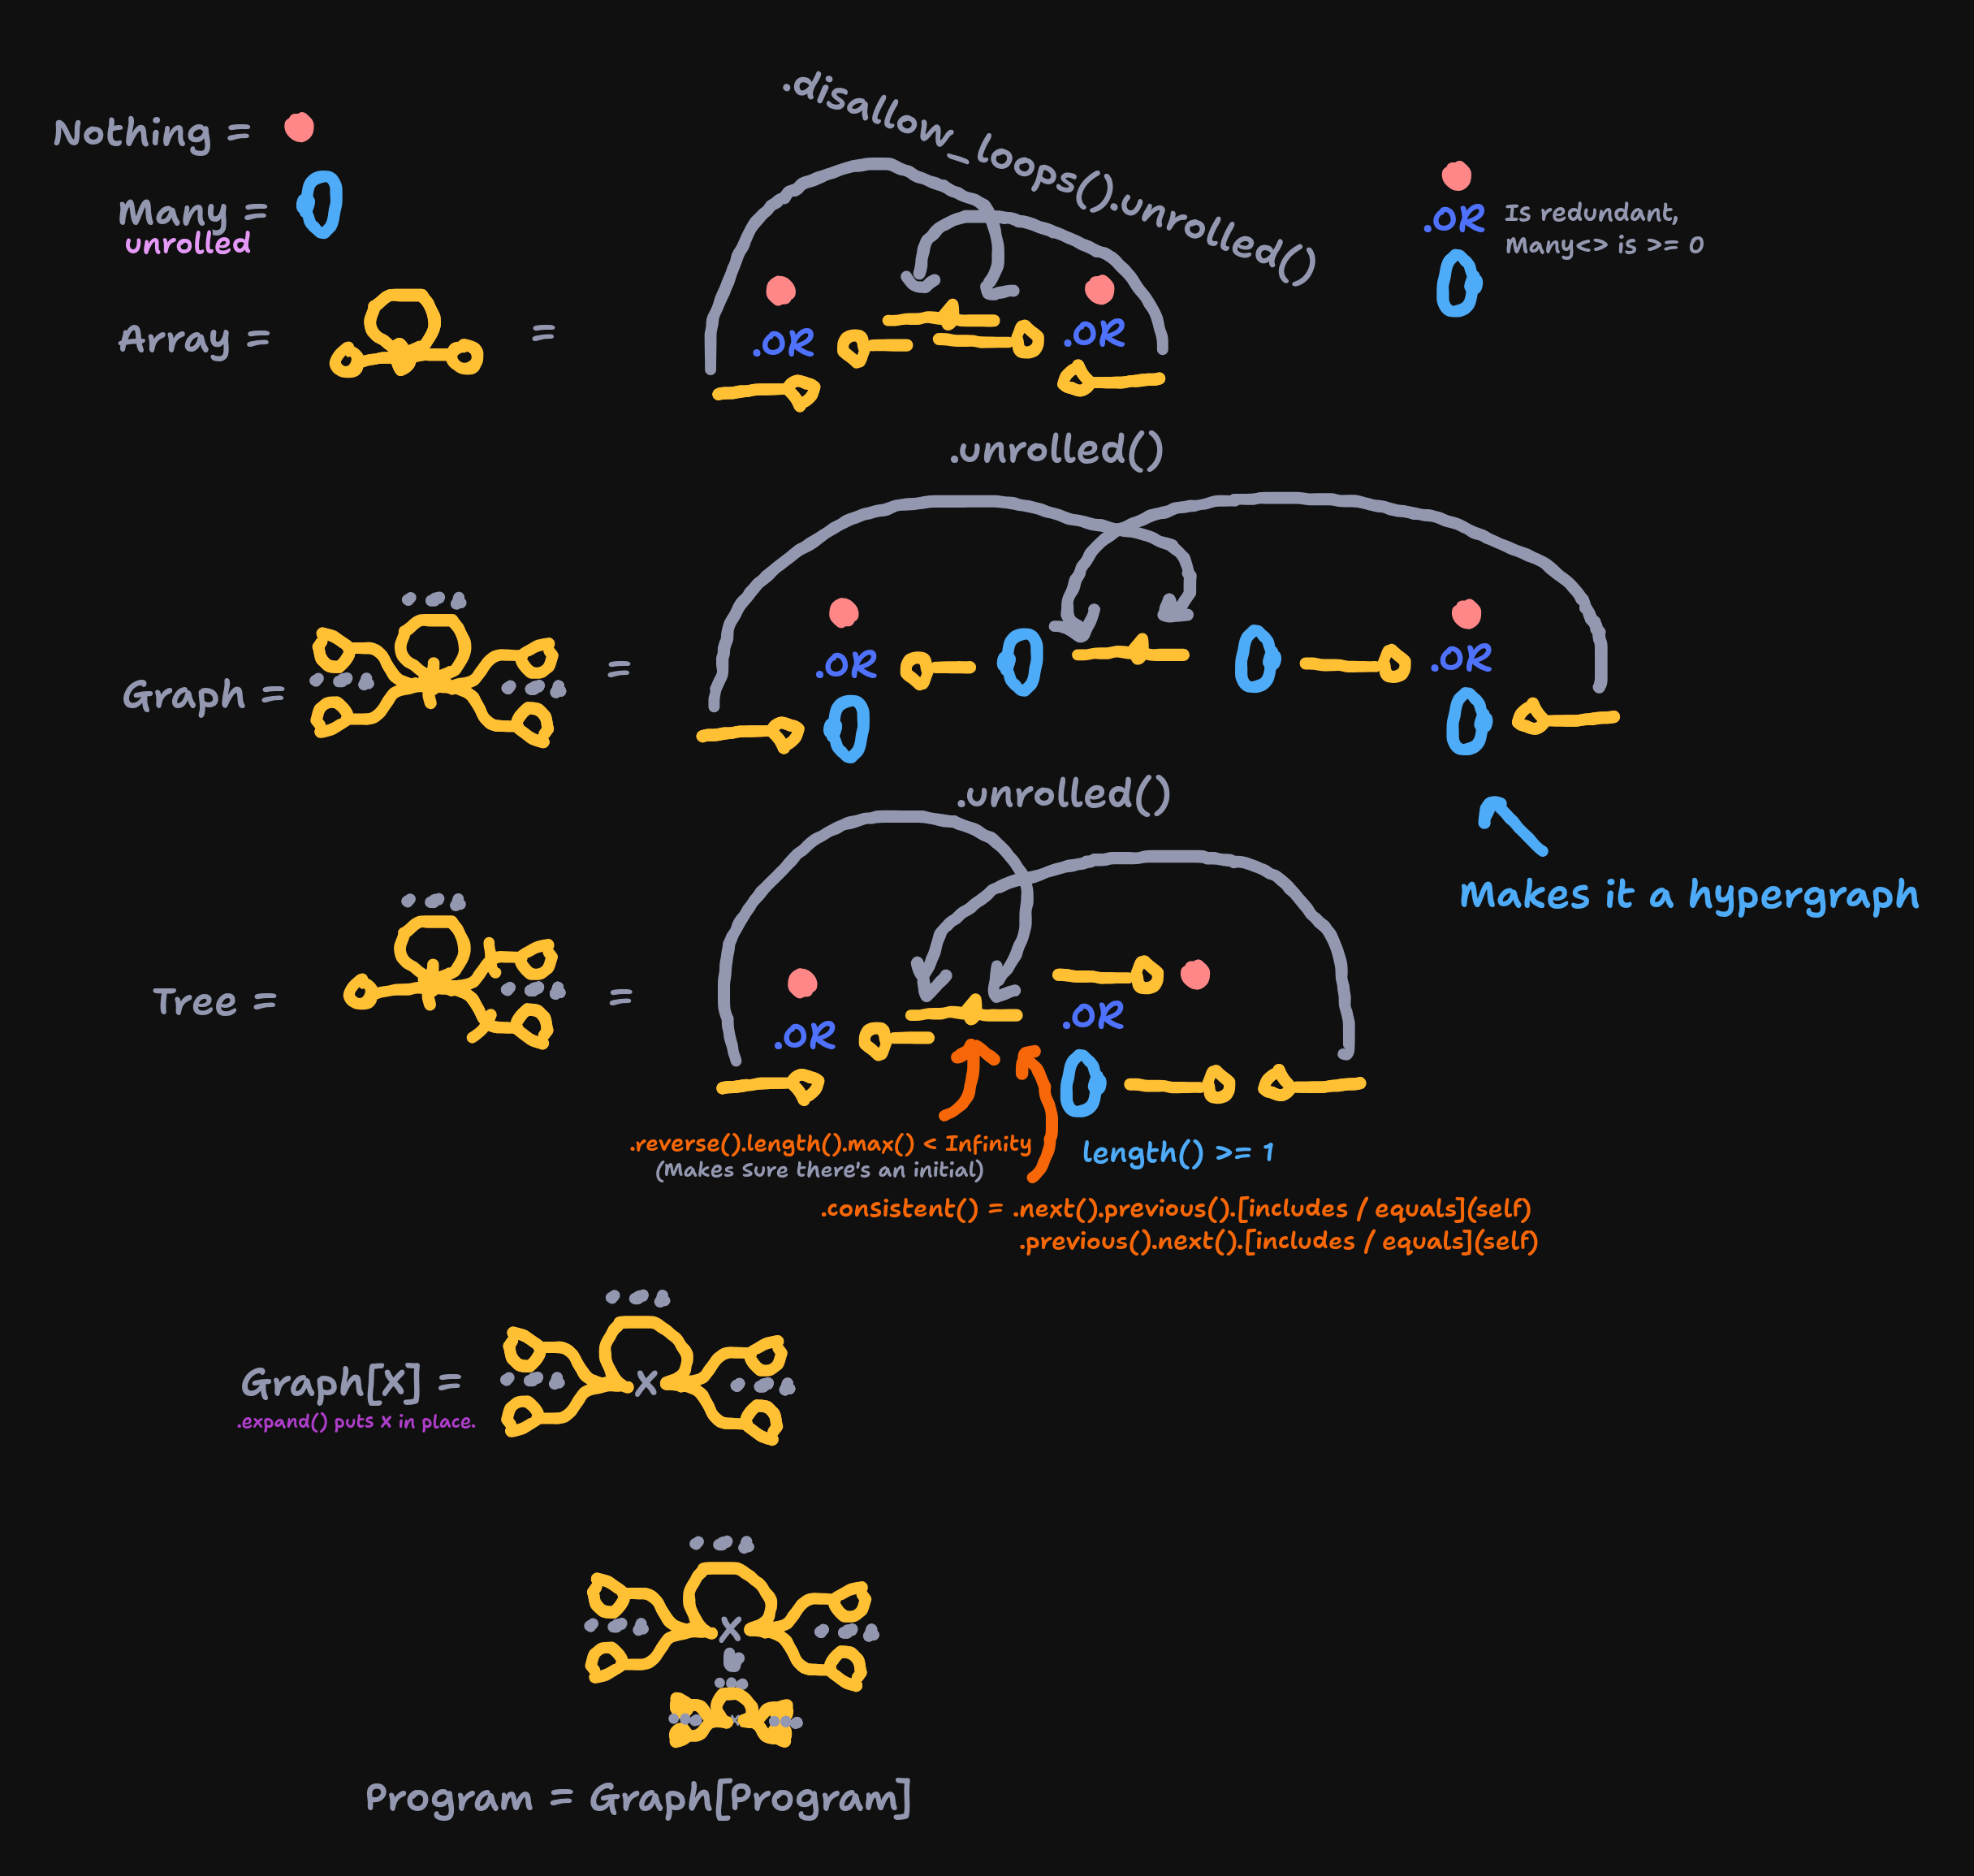 .disallow_loops().unrolled()
Nothing =
Many =
unrolled
.OR
Is redundant,
Many<> is >= 0
Array =
=
.OR
.OR
.unrolled()
Graph =
=
.OR
.OR
.unrolled()
Makes it a hypergraph
Tree =
=
.OR
.OR
.reverse().length().max() < Infinity
(Makes sure there's an initial)
length() >= 1
.consistent() = .next().previous().[includes / equals](self)
.previous().next().[includes / equals](self)
Graph[x] =
x
.expand() puts x in place.
x
x
Program = Graph[Program]